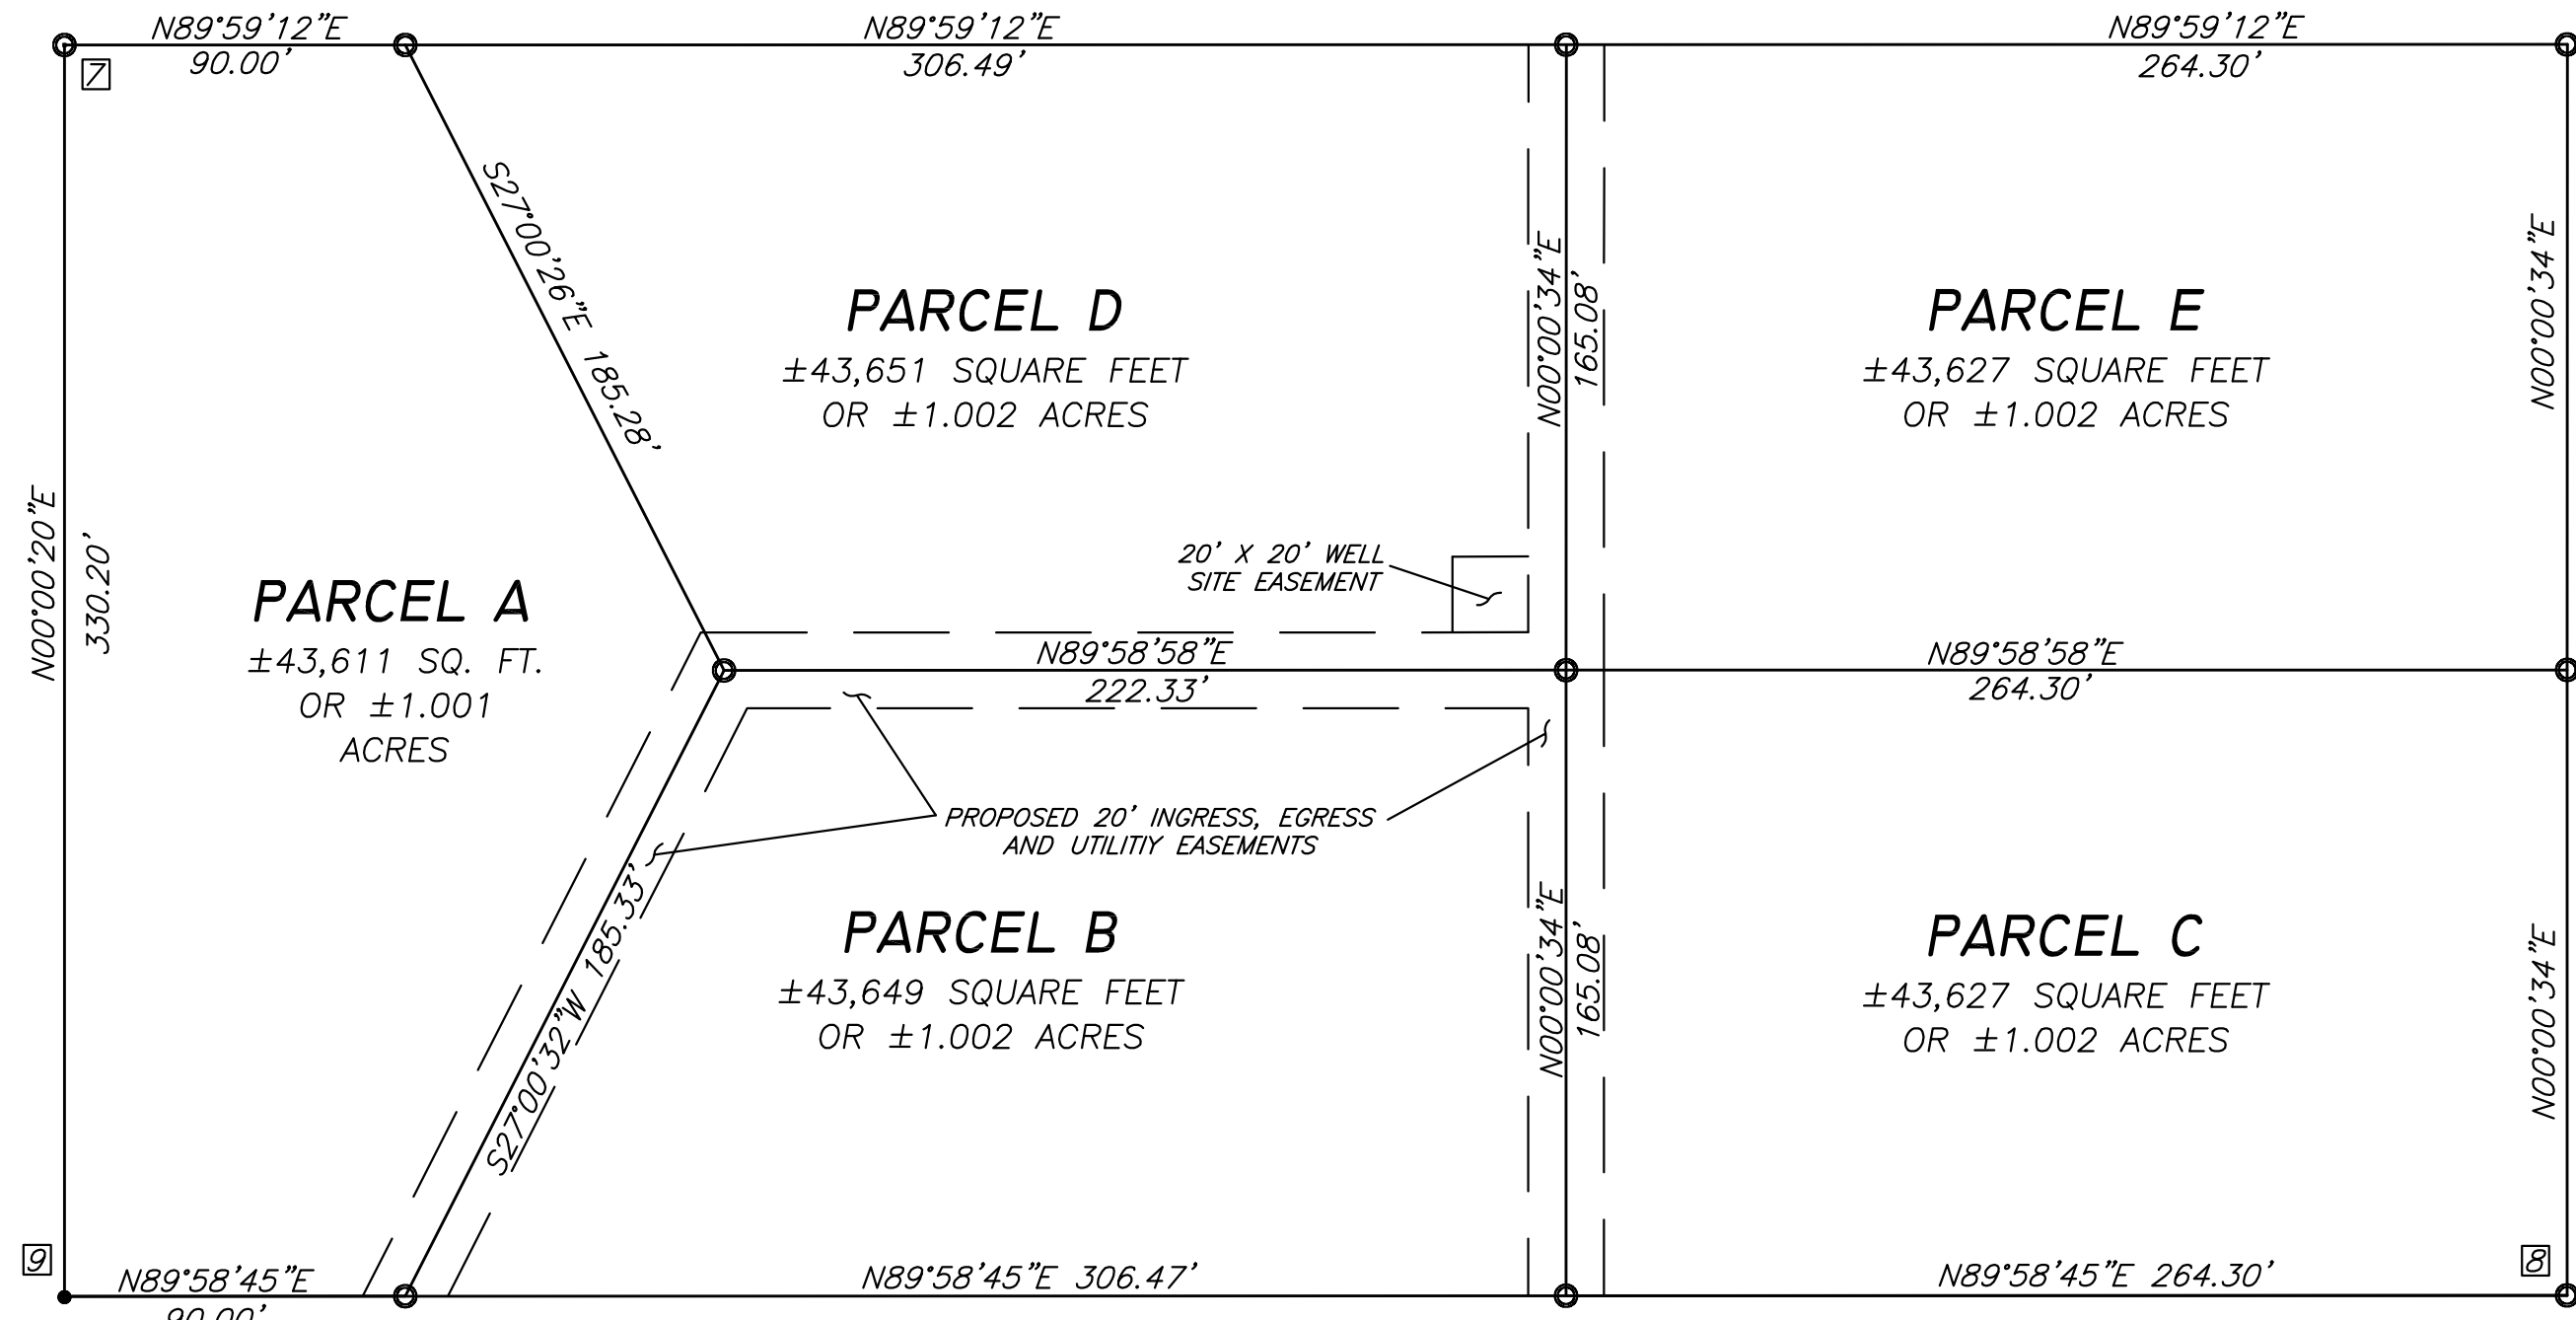 N89°59'12"E
90.00'
N89°59'12"E
306.49'
N89°59'12"E
264.30'
7
S27°00'26"E 185.28'
N00°00'34"E
165.08'
N00°00'34"E
PARCEL D
±43,651 SQUARE FEET
OR ±1.002 ACRES
PARCEL E
±43,627 SQUARE FEET
OR ±1.002 ACRES
N00°00'20"E
330.20'
PARCEL A
±43,611 SQ. FT.
OR ±1.001
ACRES
20' X 20' WELL
SITE EASEMENT
N89°58'58"E
222.33'
N89°58'58"E
264.30'
PROPOSED 20' INGRESS, EGRESS
AND UTILITIY EASEMENTS
S27°00'32"W 185.33'
PARCEL B
±43,649 SQUARE FEET
OR ±1.002 ACRES
N00°00'34"E
165.08'
PARCEL C
±43,627 SQUARE FEET
OR ±1.002 ACRES
N00°00'34"E
9
8
N89°58'45"E
90.00'
N89°58'45"E 306.47'
N89°58'45"E 264.30'